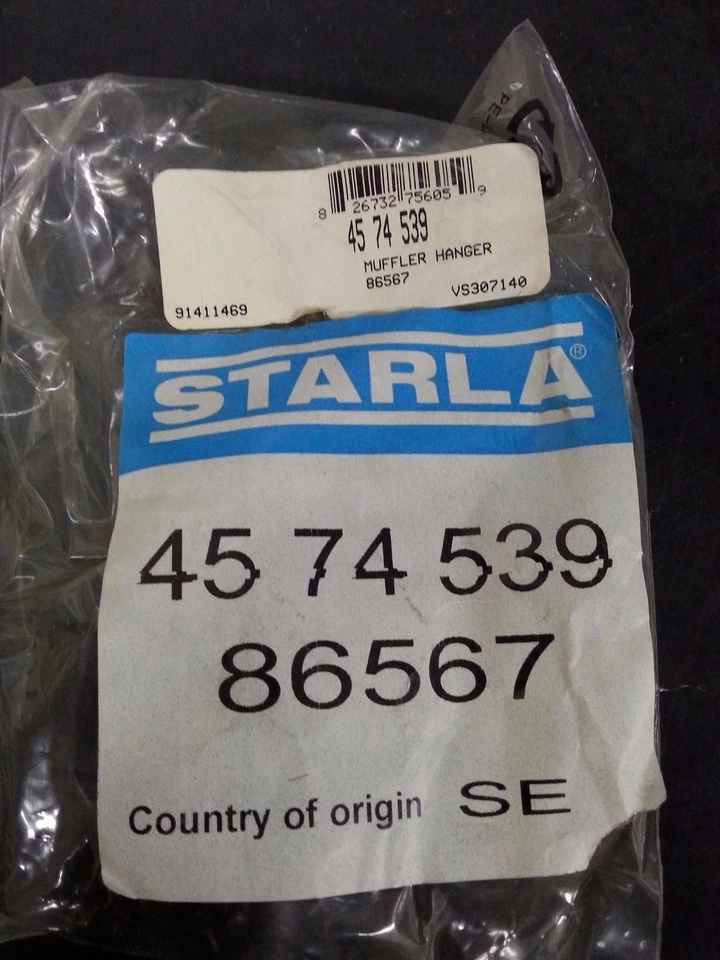 8 26732 75605 9
45 74 539
MUFFLER HANGER
86567
VS307140
91411469
STARLA®
45 74 539
86567
Country of origin SE